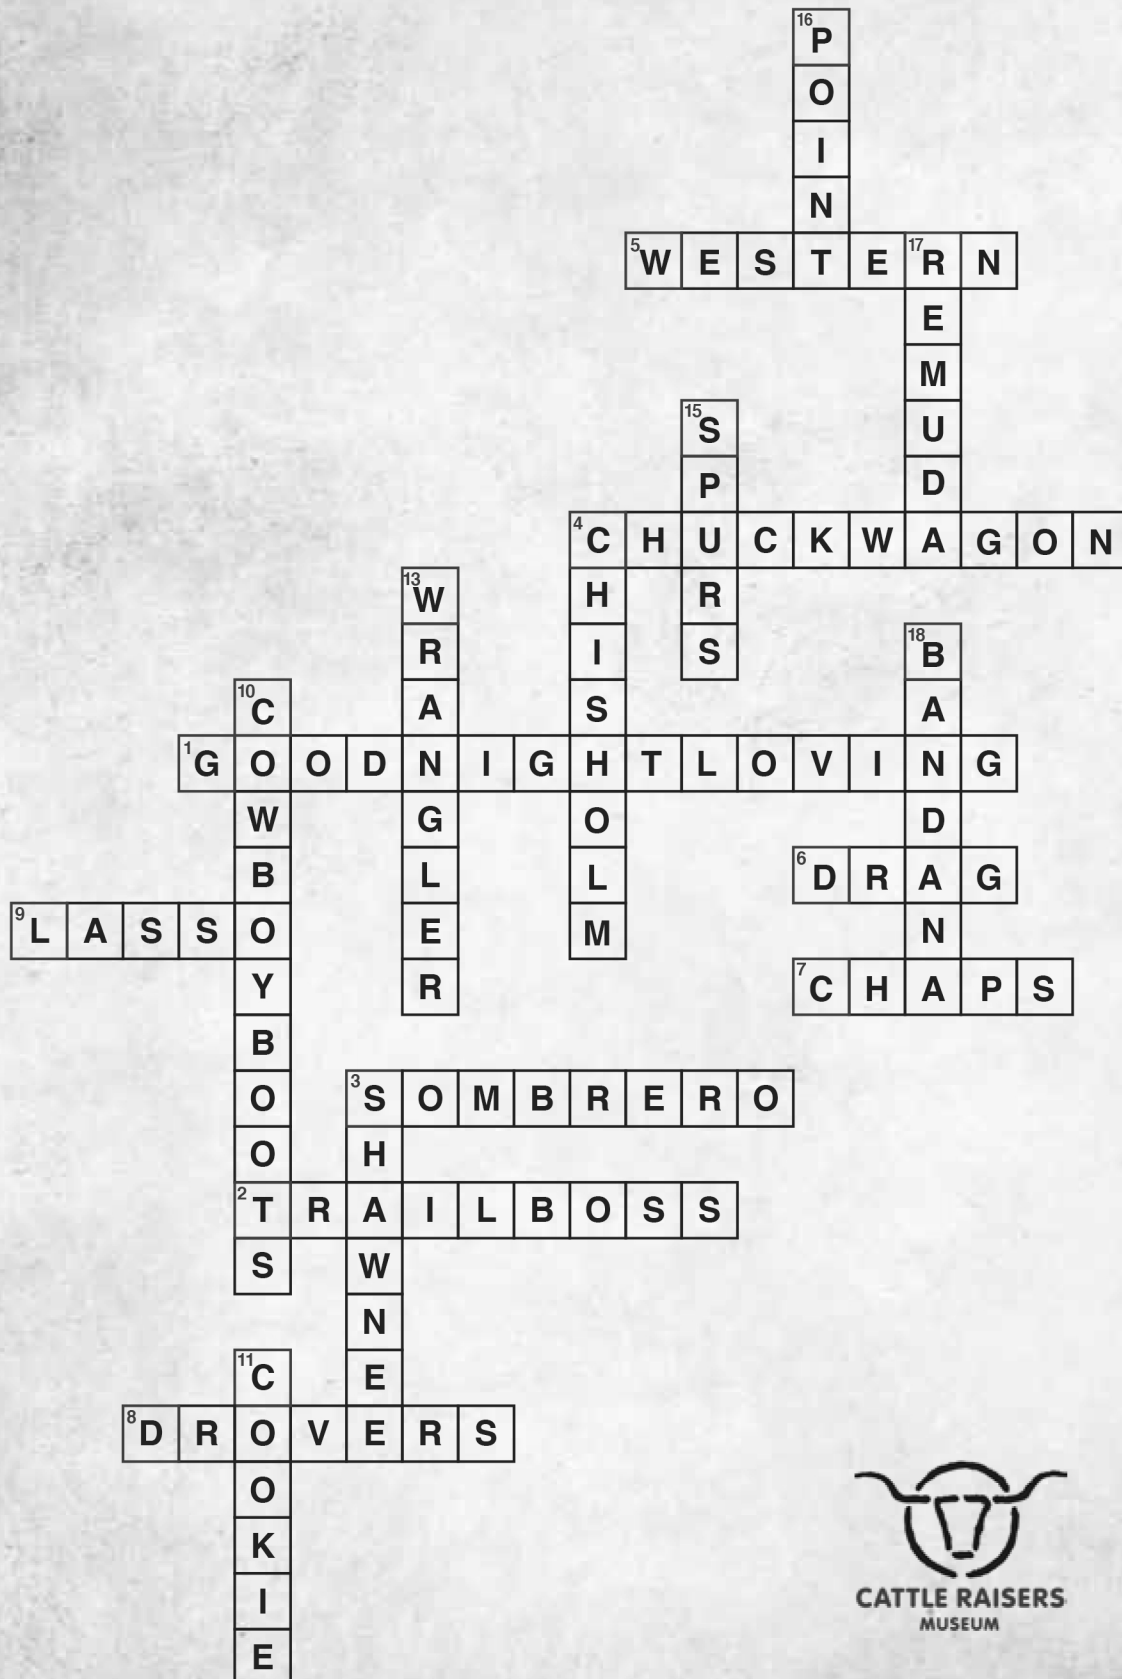 16 P
O
I
N
5 W E S T E 17 R N
E
M
15 S U
P D
4 C H U C K W A G O N
13 W H R
R I S 18 B
10 C A S A
1 G O O D N I G H T L O V I N G
W G O D
B L L 6 D R A G
9 L A S S O E M N
Y R 7 C H A P S
B
O 3 S O M B R E R O
O H
2 T R A I L B O S S
S W
N
11 C E
8 D R O V E R S
O
K
I
E
CATTLE RAISERS
MUSEUM